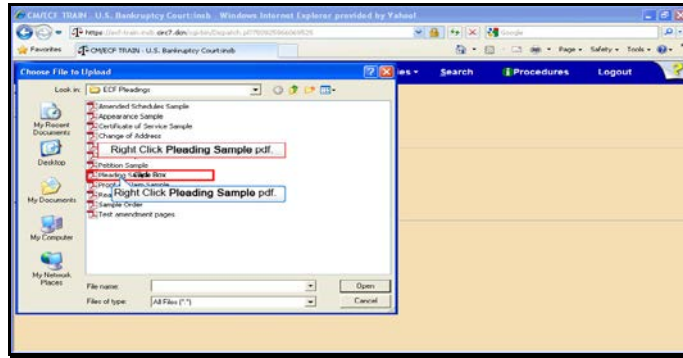 CM/ECF TRAIN - U.S. Bankruptcy Court:insb - Windows Internet Explorer provided by Yahoo!
Google
Favorites CM/ECF TRAIN - U.S. Bankruptcy Court:insb
Page Safety Tools
Choose File to Upload
Search Procedures Logout
Look in: ECF Pleadings
My Recent Documents
Desktop
My Documents
My Computer
My Network Places
Amended Schedules Sample
Appearance Sample
Certificate of Service Sample
Change of Address
Right Click Pleading Sample pdf.
Petition Sample
Pleading Click Box
Right Click Pleading Sample pdf.
Sample Order
Test amendment pages
File name: Open
Files of type: All Files (*.*) Cancel